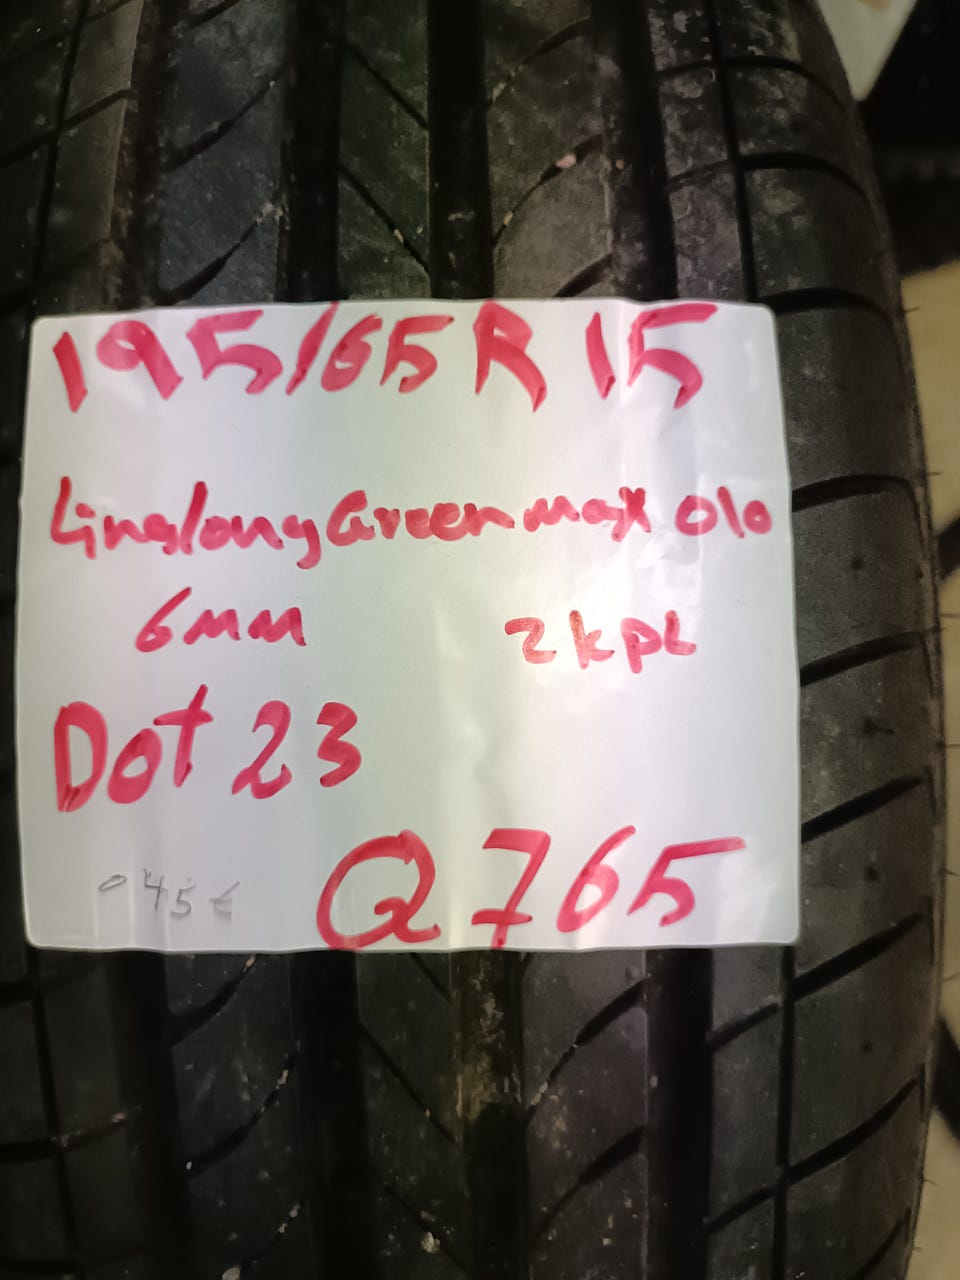 195/65R15
LinglongGreenmax 010
6mm 2kpl
Dot 23
045€
Q765